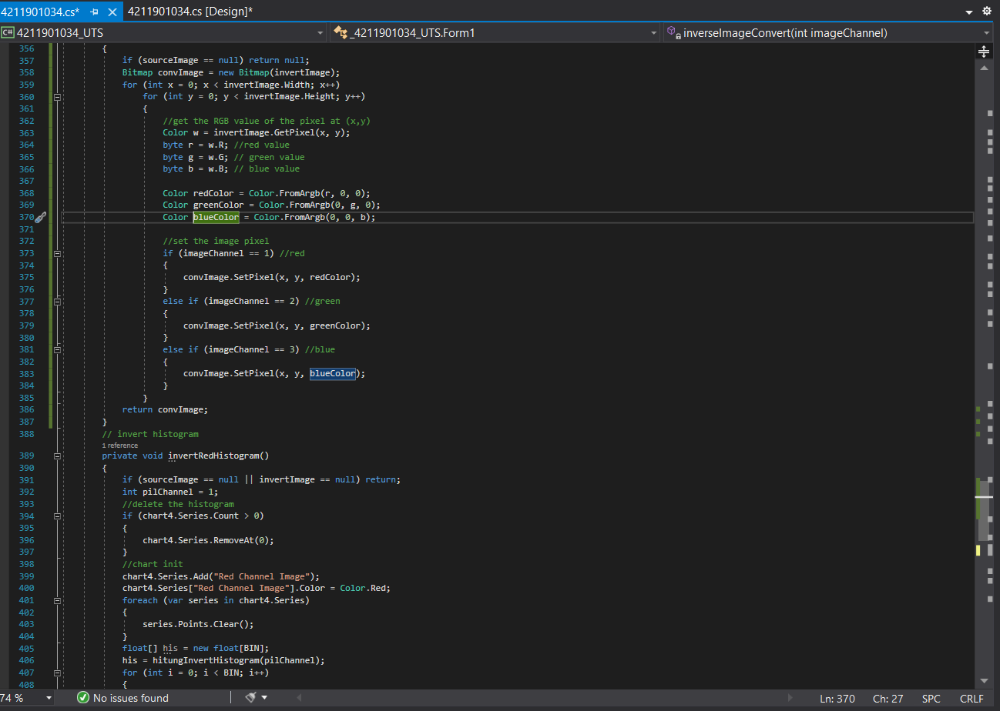 4211901034.cs*
4211901034.cs [Design]*
C# 4211901034_UTS
_4211901034_UTS.Form1
inverseImageConvert(int imageChannel)
356 {
357 if (sourceImage == null) return null;
358 Bitmap convImage = new Bitmap(invertImage);
359 for (int x = 0; x < invertImage.Width; x++)
360 for (int y = 0; y < invertImage.Height; y++)
361 {
362 //get the RGB value of the pixel at (x,y)
363 Color w = invertImage.GetPixel(x, y);
364 byte r = w.R; //red value
365 byte g = w.G; // green value
366 byte b = w.B; // blue value
367
368 Color redColor = Color.FromArgb(r, 0, 0);
369 Color greenColor = Color.FromArgb(0, g, 0);
370 Color blueColor = Color.FromArgb(0, 0, b);
371
372 //set the image pixel
373 if (imageChannel == 1) //red
374 {
375 convImage.SetPixel(x, y, redColor);
376 }
377 else if (imageChannel == 2) //green
378 {
379 convImage.SetPixel(x, y, greenColor);
380 }
381 else if (imageChannel == 3) //blue
382 {
383 convImage.SetPixel(x, y, blueColor);
384 }
385 }
386 return convImage;
387 }
388 // invert histogram
1 reference
389 private void invertRedHistogram()
390 {
391 if (sourceImage == null || invertImage == null) return;
392 int pilChannel = 1;
393 //delete the histogram
394 if (chart4.Series.Count > 0)
395 {
396 chart4.Series.RemoveAt(0);
397 }
398 //chart init
399 chart4.Series.Add("Red Channel Image");
400 chart4.Series["Red Channel Image"].Color = Color.Red;
401 foreach (var series in chart4.Series)
402 {
403 series.Points.Clear();
404 }
405 float[] his = new float[BIN];
406 his = hitungInvertHistogram(pilChannel);
407 for (int i = 0; i < BIN; i++)
408 {
74 %
No issues found
Ln: 370
Ch: 27
SPC
CRLF